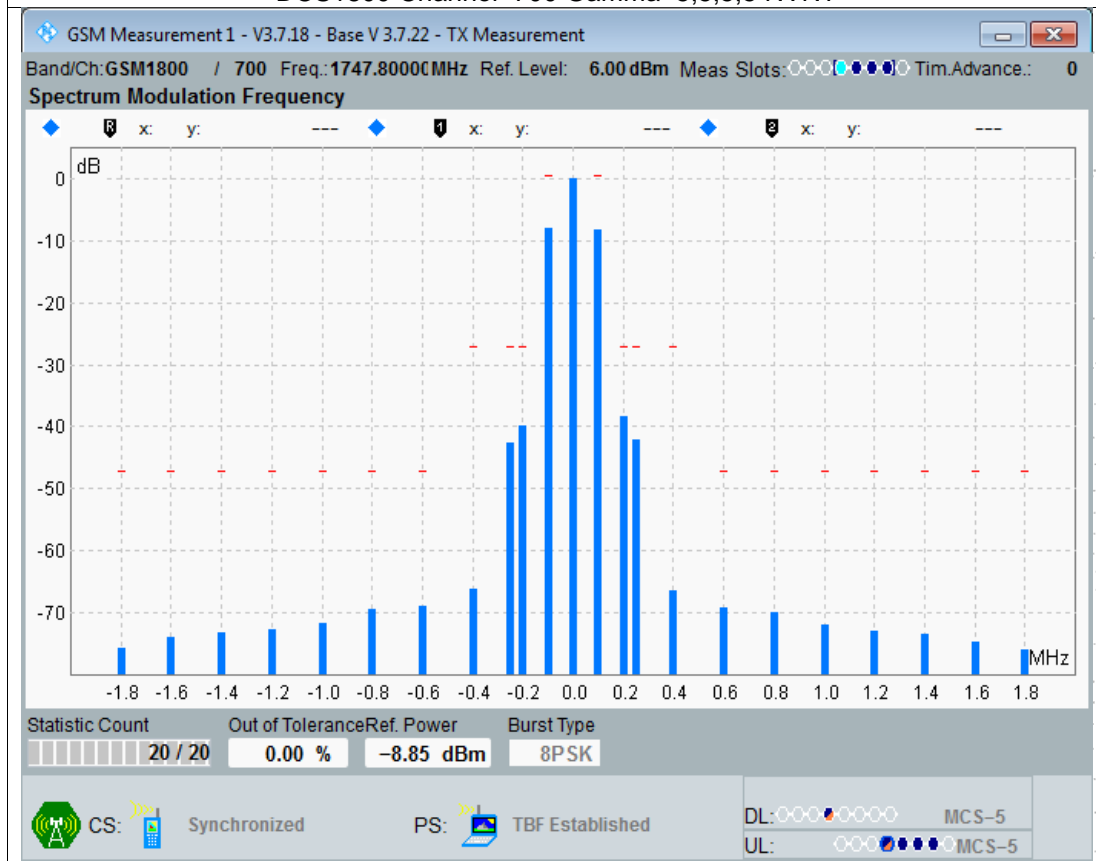 GSM Measurement 1 - V3.7.18 - Base V 3.7.22 - TX Measurement
Band/Ch:GSM1800 / 700 Freq.:1747.80000MHz Ref. Level: 6.00 dBm Meas Slots: Tim.Advance.: 0
Spectrum Modulation Frequency
R x: y: --- 1 x: y: --- 2 x: y: ---
dB
0
-10
-20
-30
-40
-50
-60
-70
MHz
-1.8 -1.6 -1.4 -1.2 -1.0 -0.8 -0.6 -0.4 -0.2 0.0 0.2 0.4 0.6 0.8 1.0 1.2 1.4 1.6 1.8
Statistic Count Out of Tolerance Ref. Power Burst Type
20 / 20 0.00 % -8.85 dBm 8PSK
CS: Synchronized PS: TBF Established
DL: MCS-5
UL: MCS-5